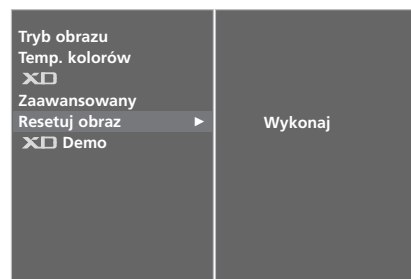 Tryb obrazu
Temp. kolorów
XD
Zaawansowany
Resetuj obraz ►
XD Demo
Wykonaj